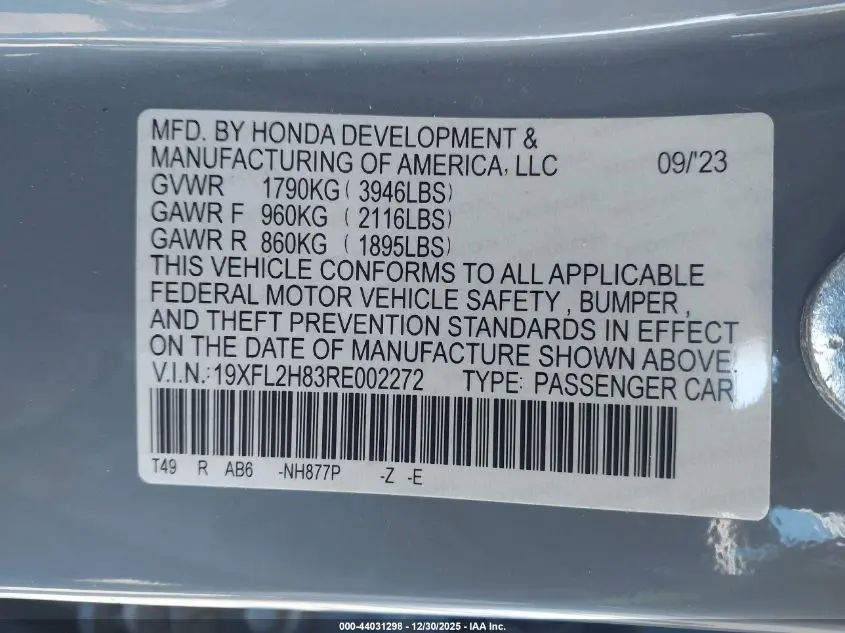 MFD. BY HONDA DEVELOPMENT &
MANUFACTURING OF AMERICA, LLC 09/'23
GVWR 1790KG ( 3946LBS)
GAWR F 960KG ( 2116LBS)
GAWR R 860KG ( 1895LBS)
THIS VEHICLE CONFORMS TO ALL APPLICABLE
FEDERAL MOTOR VEHICLE SAFETY , BUMPER ,
AND THEFT PREVENTION STANDARDS IN EFFECT
ON THE DATE OF MANUFACTURE SHOWN ABOVE.
V.I.N.: 19XFL2H83RE002272 TYPE: PASSENGER CAR
T49 R AB6 -NH877P -Z -E
000-44031298 - 12/30/2025 - IAA Inc.